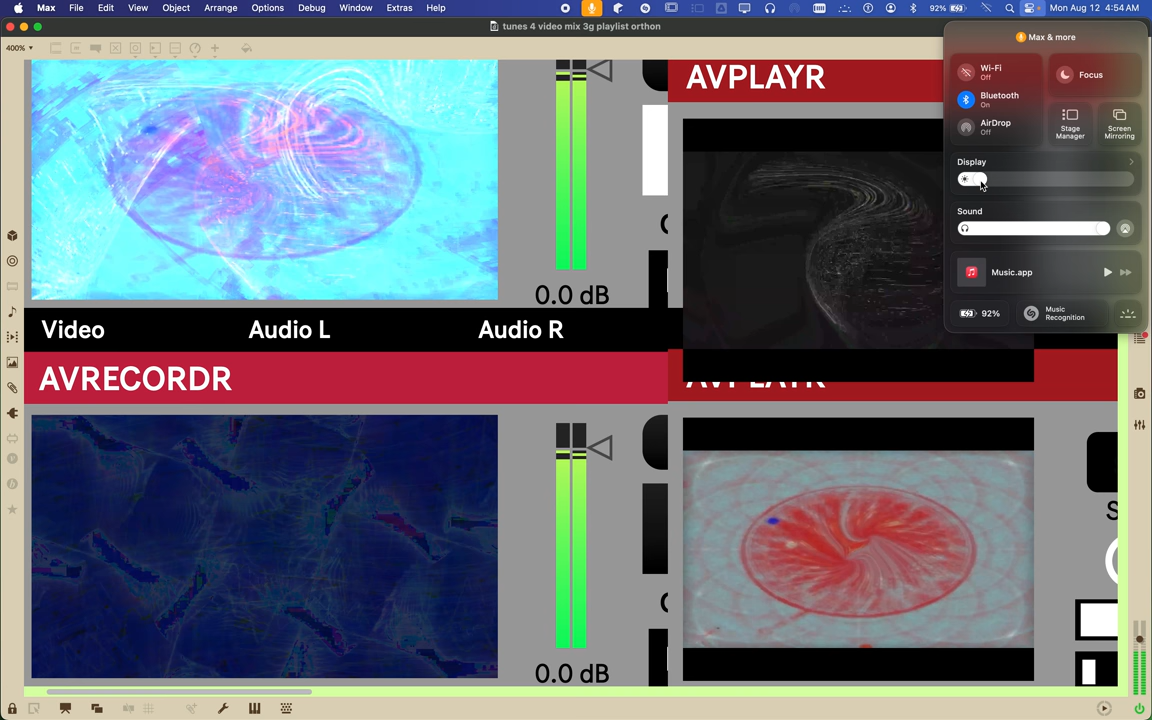 Max File Edit View Object Arrange Options Debug Window Extras Help 92% Mon Aug 12 4:54 AM
tunes 4 video mix 3g playlist orthon
400%
Max & more
Wi-Fi
Off
Bluetooth
On
AirDrop
Off
Focus
Stage
Manager
Screen
Mirroring
Display
Sound
Music.app
92%
Music
Recognition
AVPLAYR
0.0 dB
Video Audio L Audio R
AVRECORDR
AVPLAYR
0.0 dB